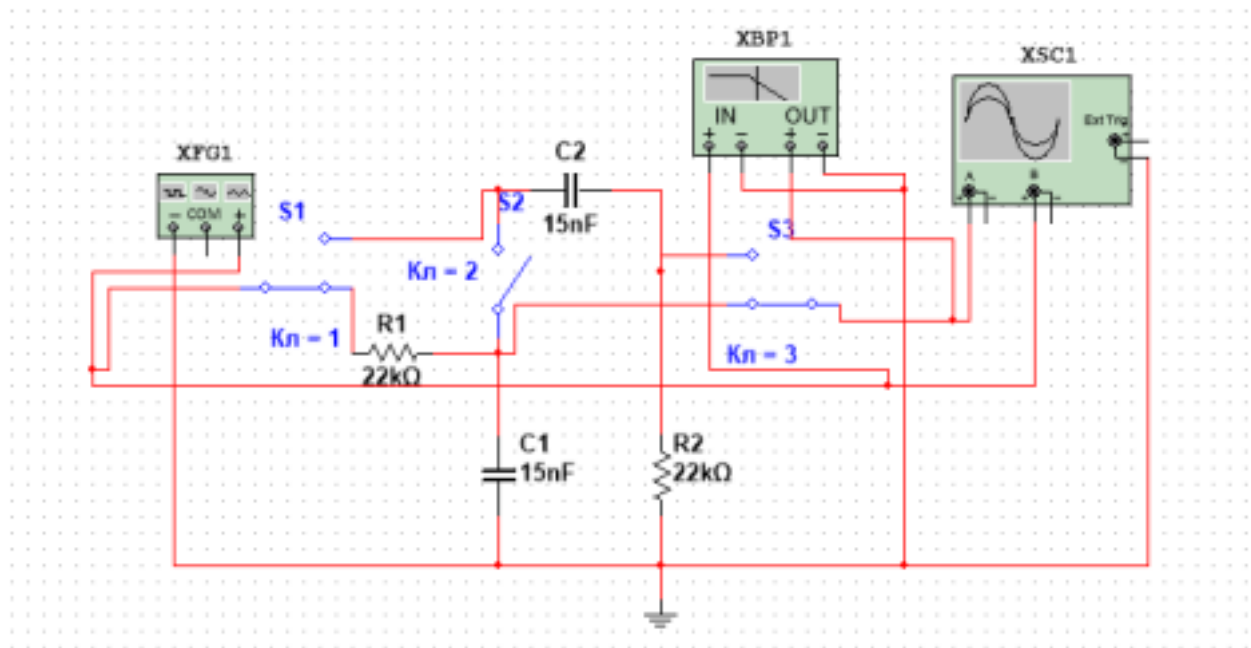 XBP1
XSC1
IN OUT
+ − + −
Ext Trig
A
B
XFG1
− COM +
S1
S2
C2
15nF
S3
Кл = 2
Кл = 1
R1
22kΩ
Кл = 3
C1
15nF
R2
22kΩ